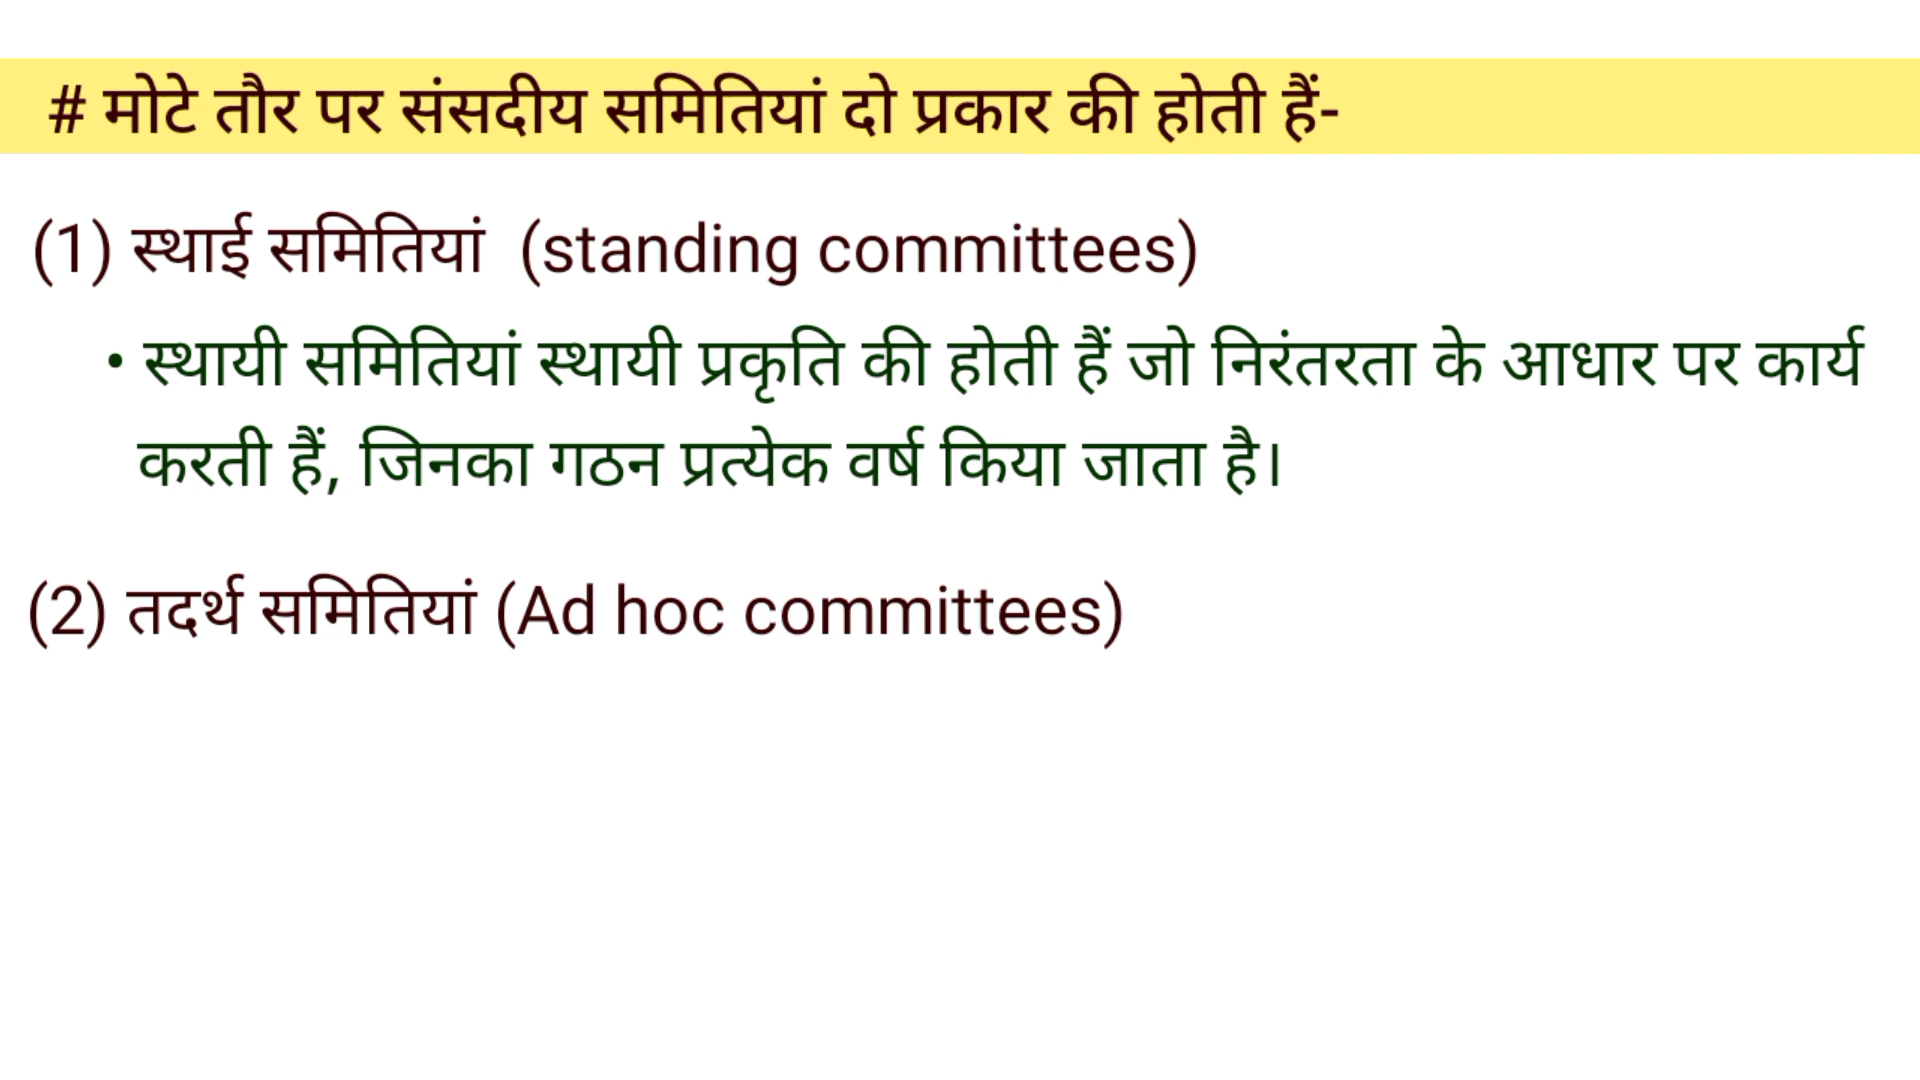 # मोटे तौर पर संसदीय समितियां दो प्रकार की होती हैं-
(1) स्थाई समितियां (standing committees)
• स्थायी समितियां स्थायी प्रकृति की होती हैं जो निरंतरता के आधार पर कार्य
करती हैं, जिनका गठन प्रत्येक वर्ष किया जाता है।
(2) तदर्थ समितियां (Ad hoc committees)